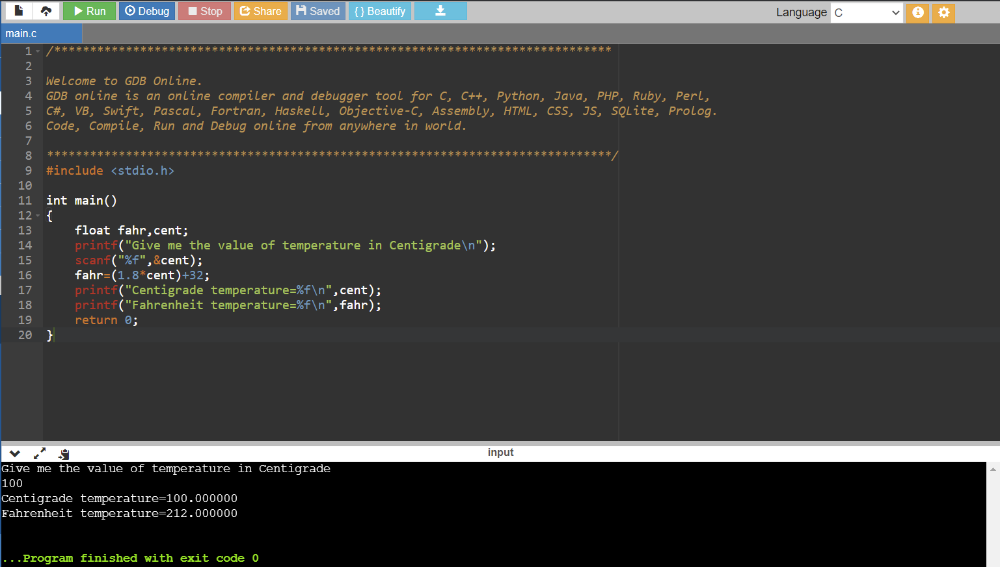 Run Debug Stop Share Saved { } Beautify Language C
main.c
1 /******************************************************************************
2
3 Welcome to GDB Online.
4 GDB online is an online compiler and debugger tool for C, C++, Python, Java, PHP, Ruby, Perl,
5 C#, VB, Swift, Pascal, Fortran, Haskell, Objective-C, Assembly, HTML, CSS, JS, SQLite, Prolog.
6 Code, Compile, Run and Debug online from anywhere in world.
7
8 *******************************************************************************/
9 #include <stdio.h>
10
11 int main()
12 {
13 float fahr,cent;
14 printf("Give me the value of temperature in Centigrade\n");
15 scanf("%f",&cent);
16 fahr=(1.8*cent)+32;
17 printf("Centigrade temperature=%f\n",cent);
18 printf("Fahrenheit temperature=%f\n",fahr);
19 return 0;
20 }
input
Give me the value of temperature in Centigrade
100
Centigrade temperature=100.000000
Fahrenheit temperature=212.000000
...Program finished with exit code 0